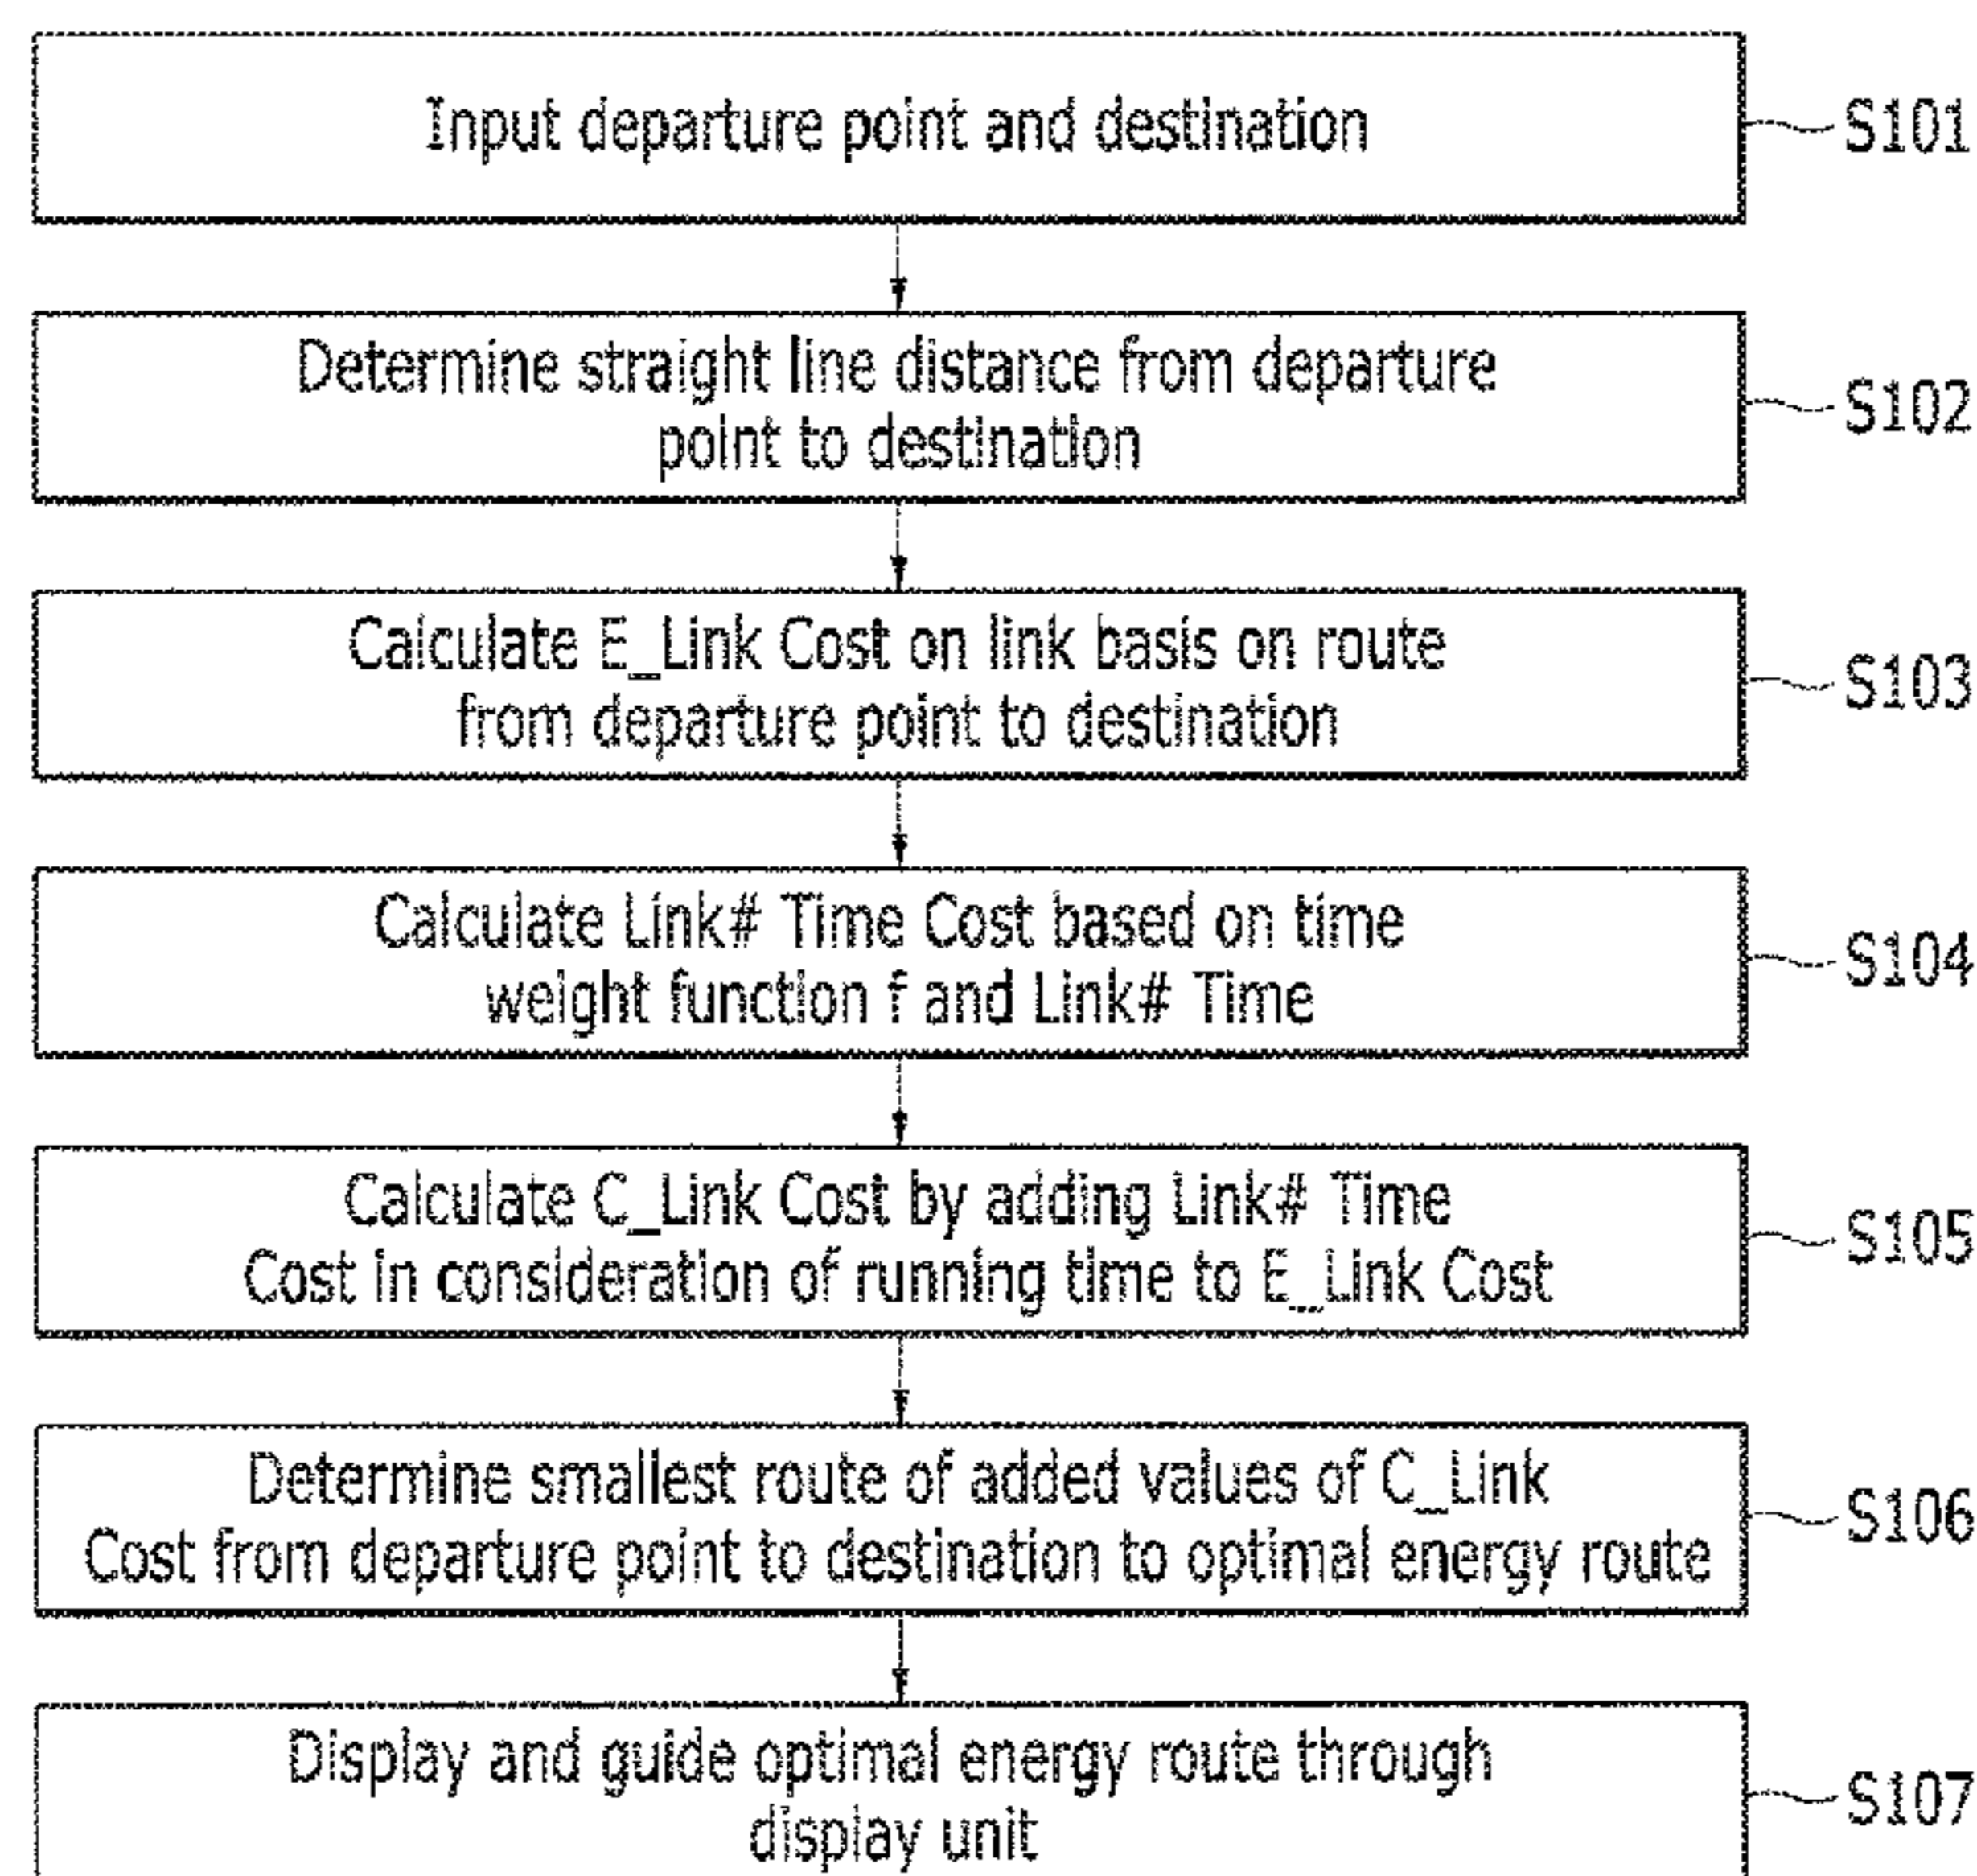 Input departure point and destination
S101
Determine straight line distance from departure
point to destination
S102
Calculate E_Link Cost on link basis on route
from departure point to destination
S103
Calculate Link# Time Cost based on time
weight function f and Link# Time
S104
Calculate C_Link Cost by adding Link# Time
Cost in consideration of running time to E_Link Cost
S105
Determine smallest route of added values of C_Link
Cost from departure point to destination to optimal energy route
S106
Display and guide optimal energy route through
display unit
S107